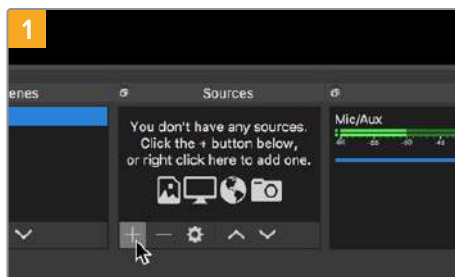 1
enes
Sources
You don't have any sources.
Click the + button below,
or right click here to add one.
Mic/Aux